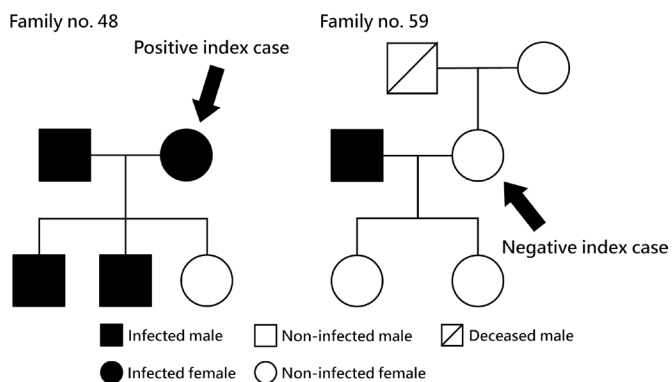 Family no. 48
Family no. 59
Positive index case
Negative index case
Infected male
Non-infected male
Deceased male
Infected female
Non-infected female